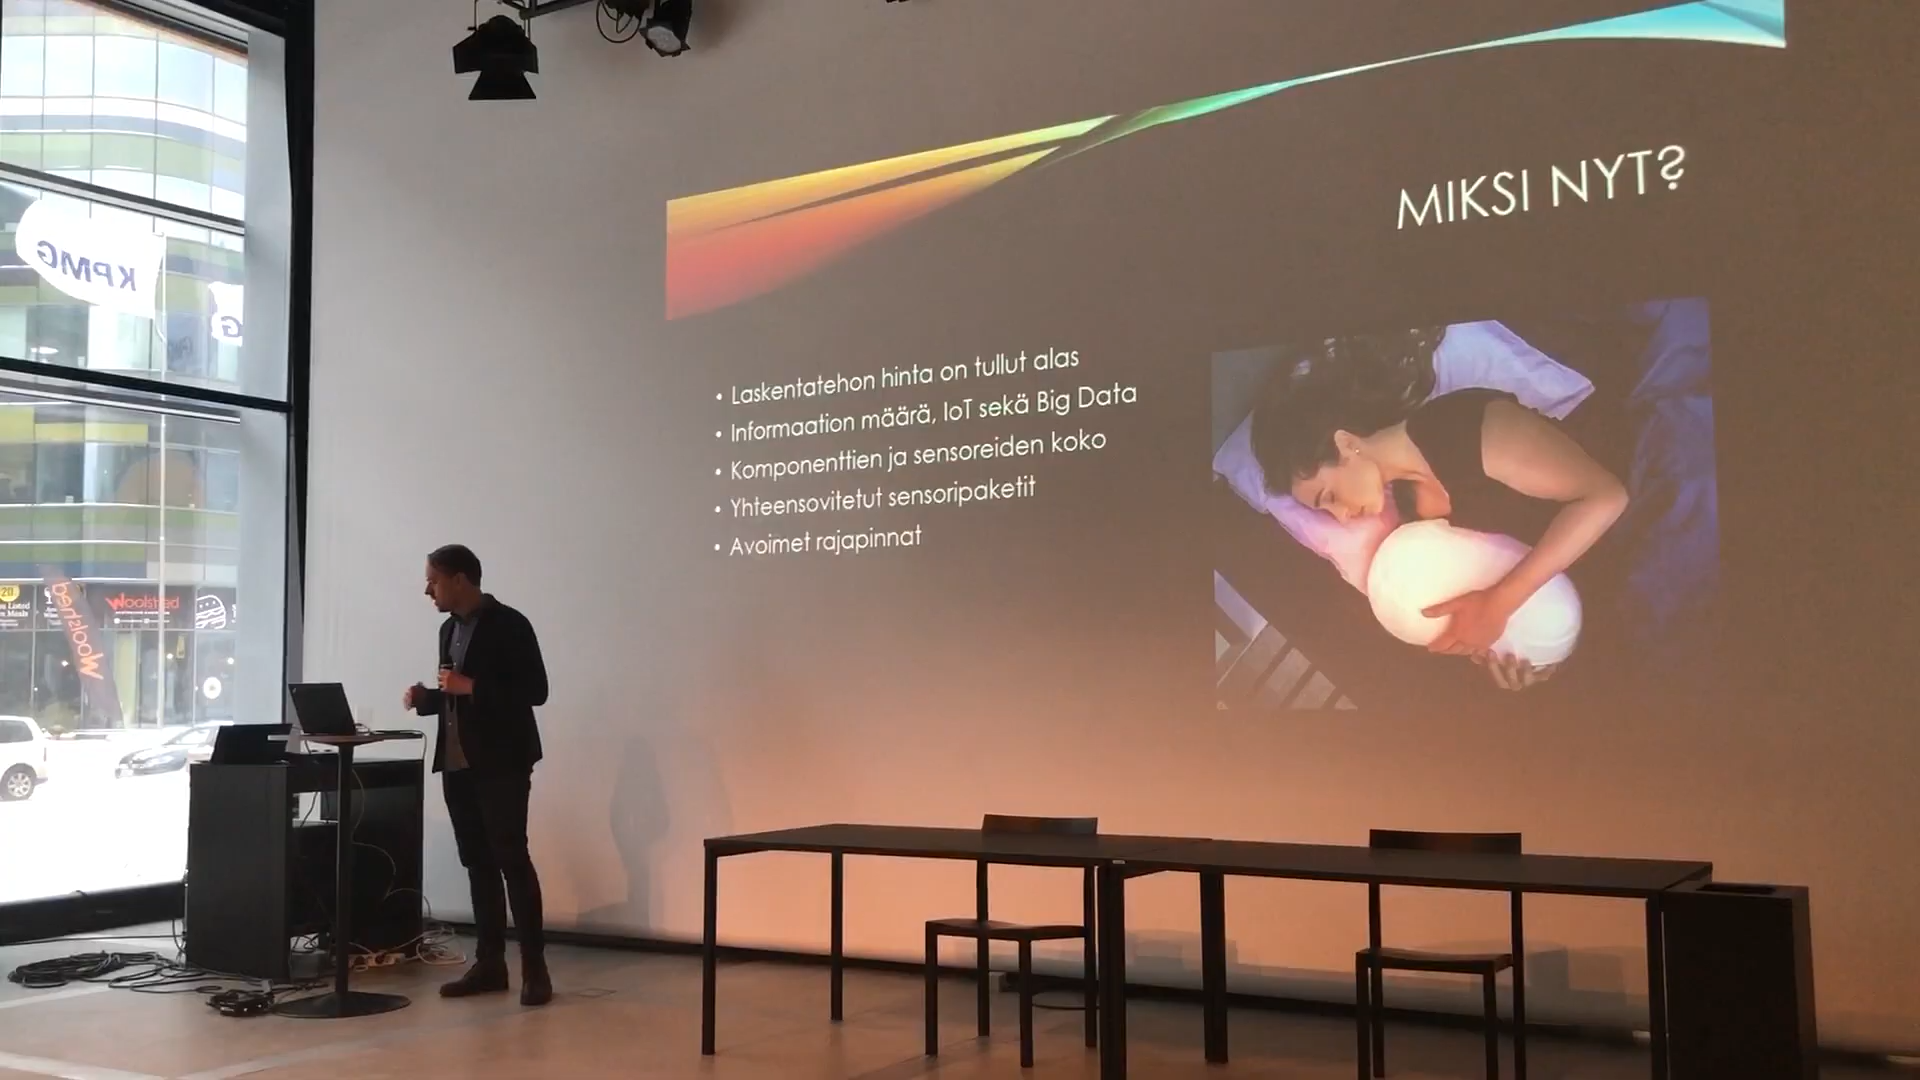 MIKSI NYT?
• Laskentatehon hinta on tullut alas
• Informaation määrä, IoT sekä Big Data
• Komponenttien ja sensoreiden koko
• Yhteensovitetut sensoripaketit
• Avoimet rajapinnat
KPMG
G
Woolshed
Woolshed